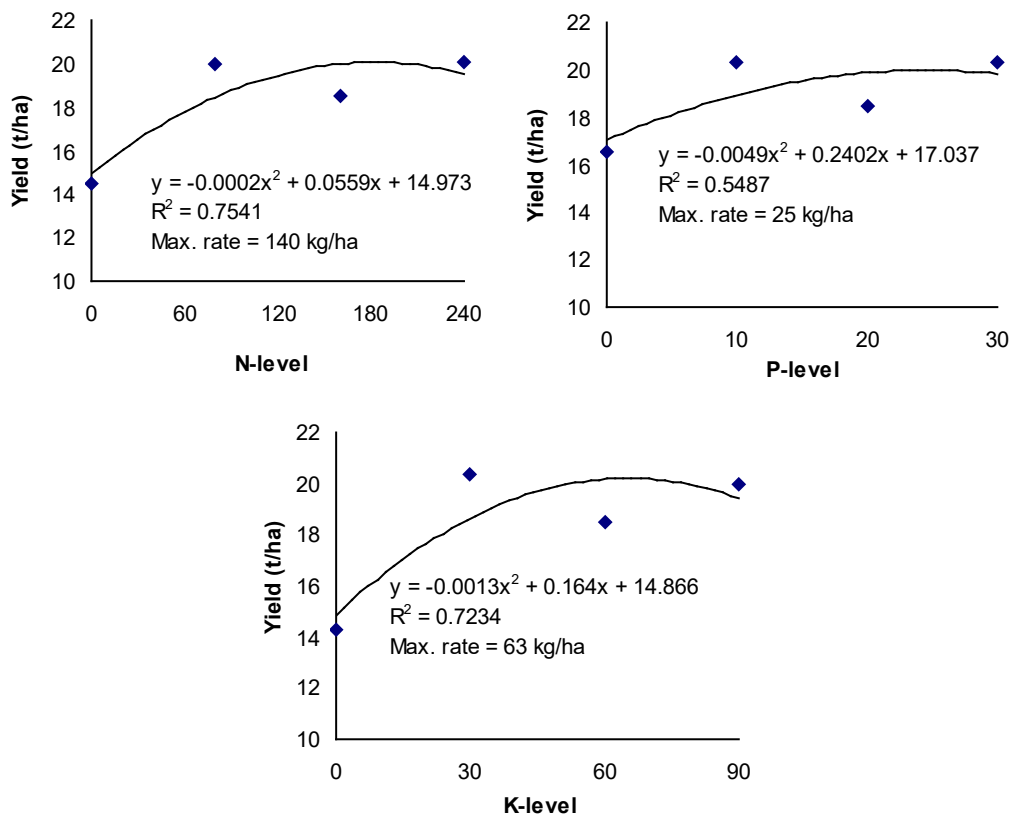 22
20
18
16
14
12
10
Yield (t/ha)
y = -0.0002x² + 0.0559x + 14.973
R² = 0.7541
Max. rate = 140 kg/ha
0 60 120 180 240
N-level
22
20
18
16
14
12
10
Yield (t/ha)
y = -0.0049x² + 0.2402x + 17.037
R² = 0.5487
Max. rate = 25 kg/ha
0 10 20 30
P-level
22
20
18
16
14
12
10
Yield (t/ha)
y = -0.0013x² + 0.164x + 14.866
R² = 0.7234
Max. rate = 63 kg/ha
0 30 60 90
K-level